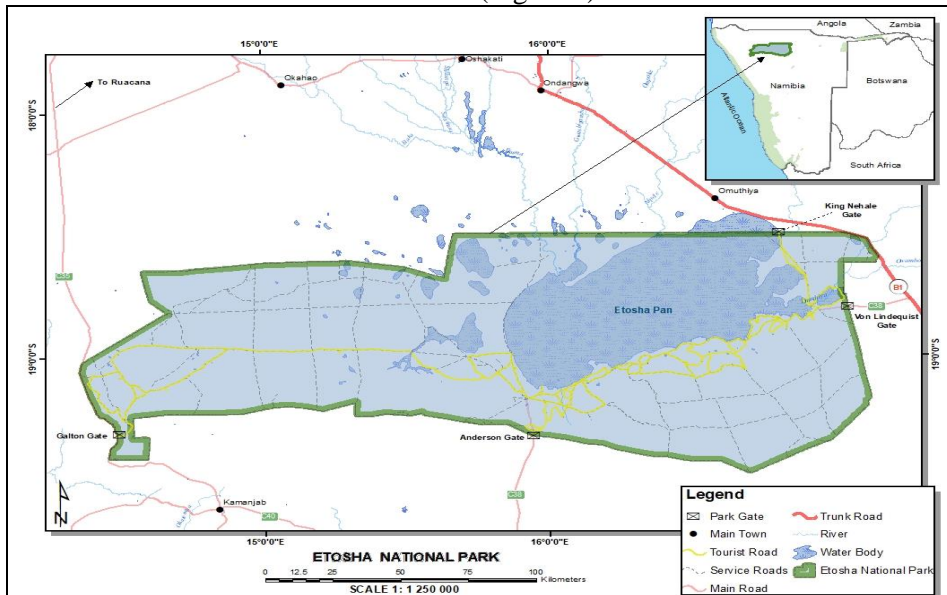 Angola
Zambia
Namibia
Botswana
Atlantic Ocean
South Africa
15°0'0"E
16°0'0"E
To Ruacana
Okahao
Oshakati
Ondangwa
18°0'0"S
Omuthiya
King Nehale
Gate
C35
B1
Etosha Pan
C38
Von Lindequist
Gate
19°0'0"S
19°0'0"S
Galton Gate
Anderson Gate
Kamanjab
C40
C38
N
15°0'0"E
16°0'0"E
ETOSHA NATIONAL PARK
0 12.5 25 50 75 100
Kilometers
SCALE 1: 1 250 000
Legend
Park Gate
Trunk Road
Main Town
River
Tourist Road
Water Body
Service Roads
Etosha National Park
Main Road